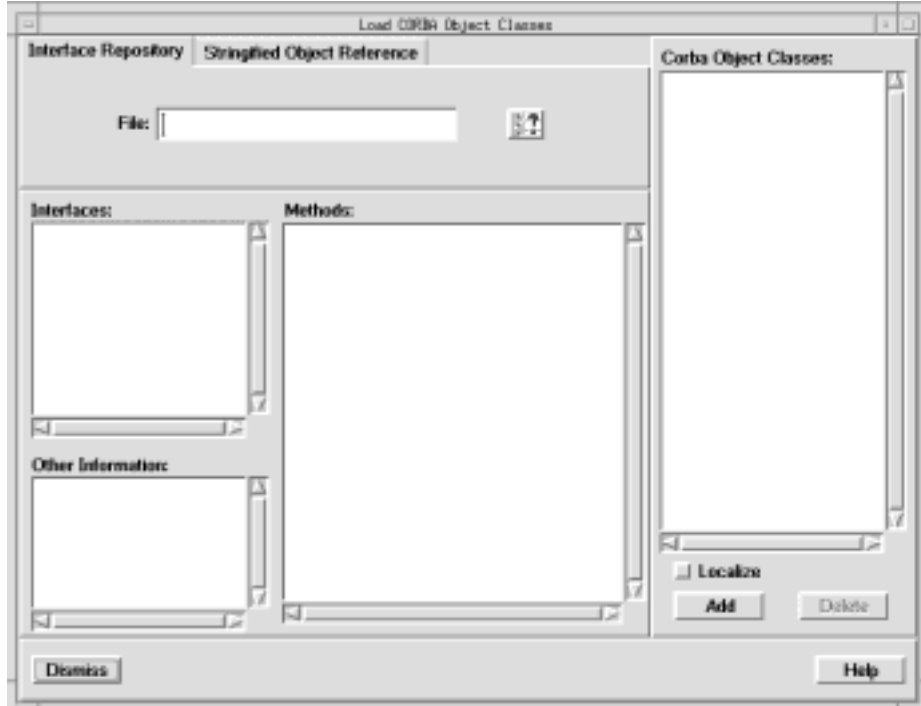 Load CORBA Object Classes
Interface Repository
Stringified Object Reference
Corba Object Classes:
File:
?
Interfaces:
Methods:
Other Information:
Localize
Add
Delete
Dismiss
Help